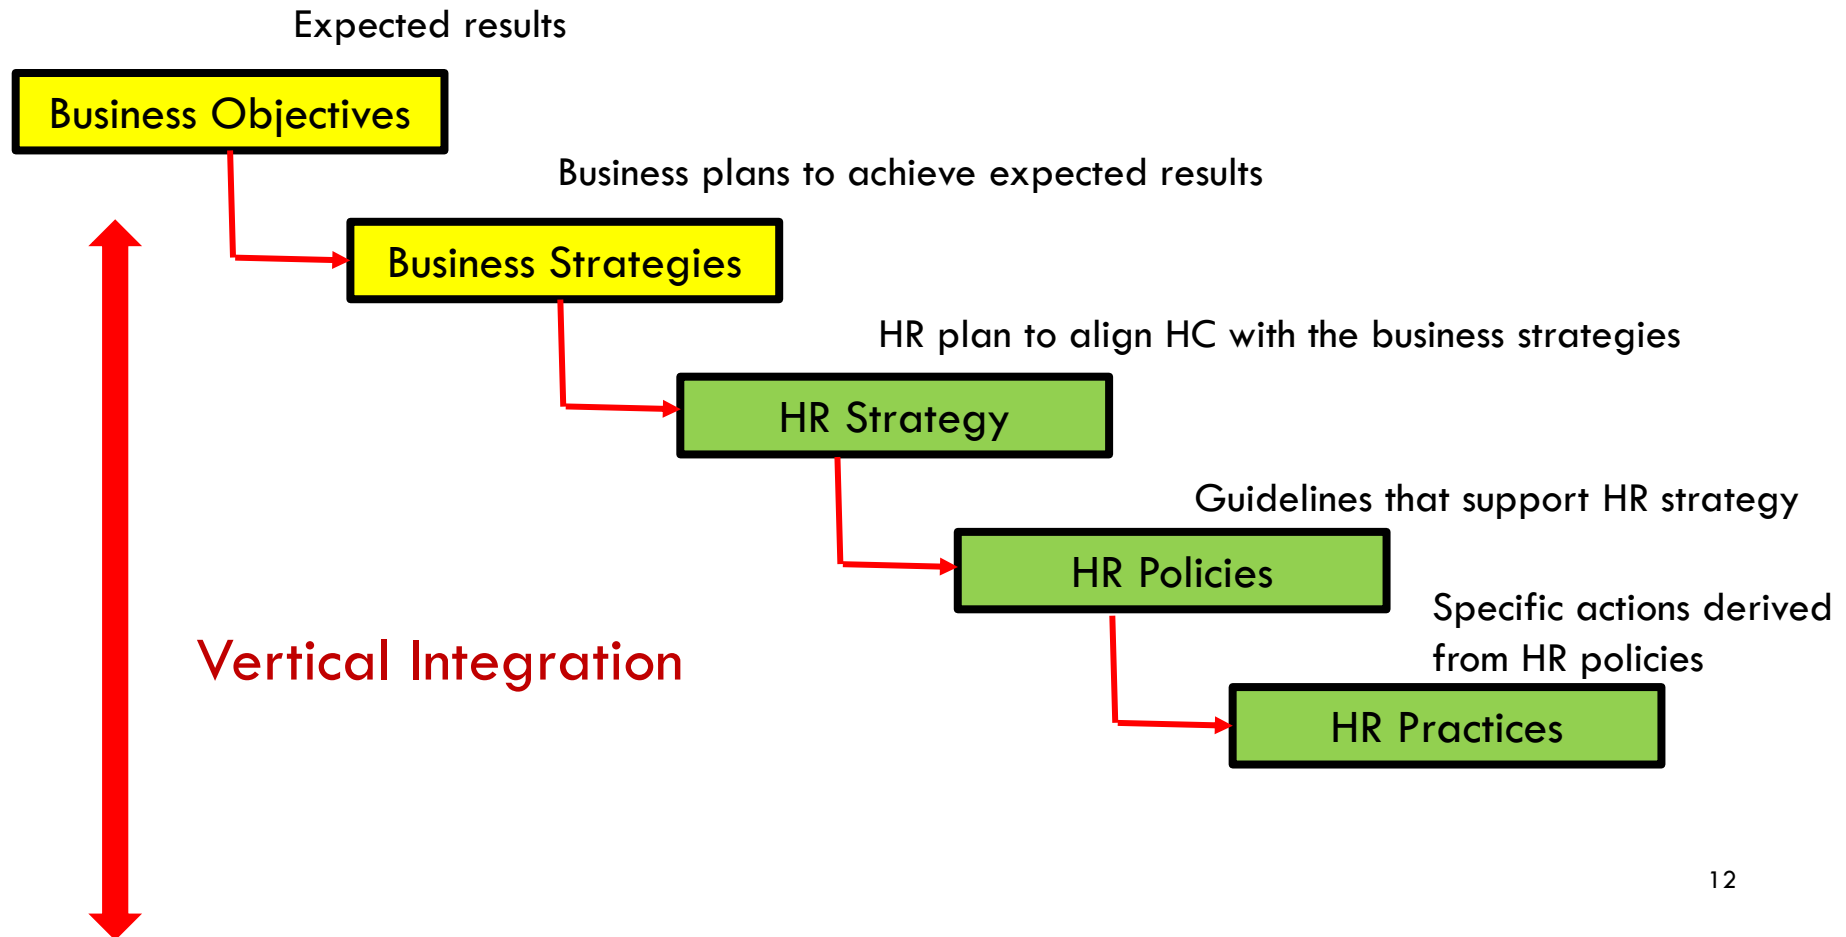 Expected results
Business Objectives
Business plans to achieve expected results
Business Strategies
HR plan to align HC with the business strategies
HR Strategy
Guidelines that support HR strategy
HR Policies
Specific actions derived
from HR policies
Vertical Integration
HR Practices
12